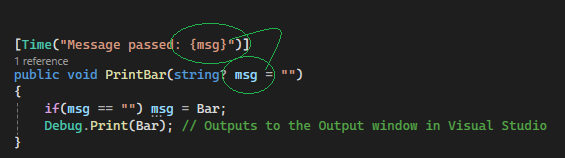 [Time("Message passed: {msg}")]
1 reference
public void PrintBar(string? msg = "")
{
if(msg == "") msg = Bar;
Debug.Print(Bar); // Outputs to the Output window in Visual Studio
}